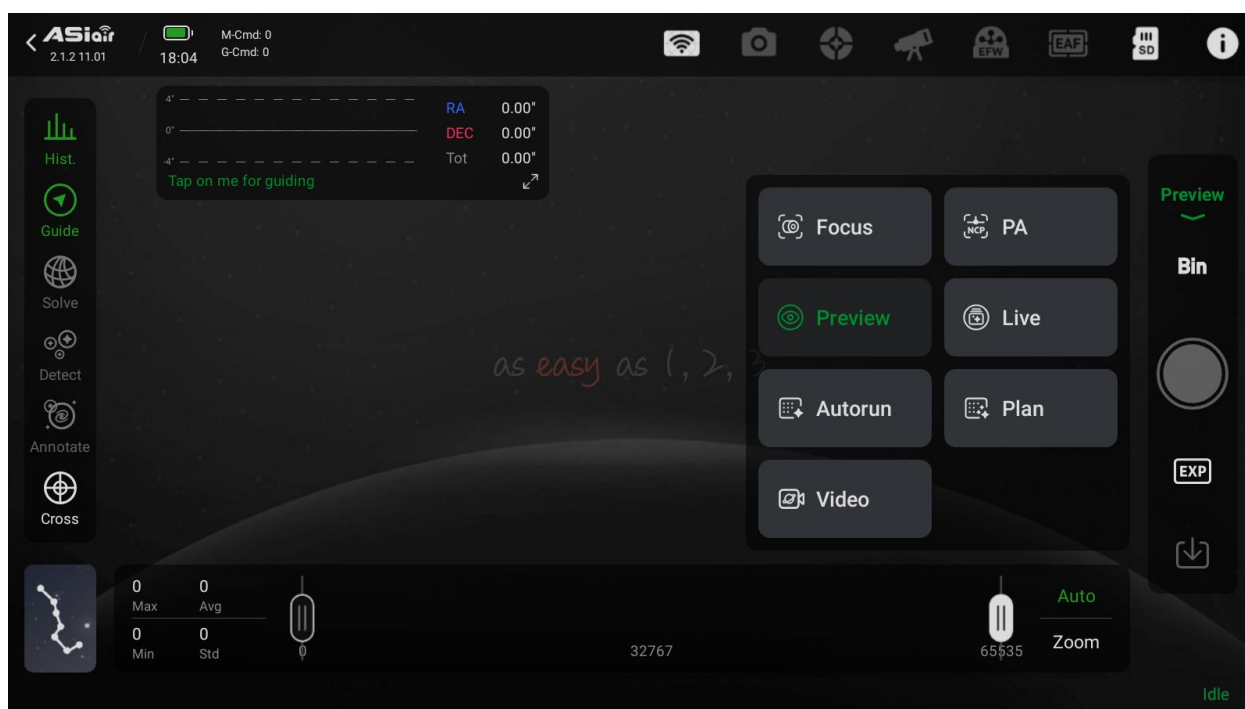 ASiair
2.1.2 11.01
18:04
M-Cmd: 0
G-Cmd: 0
EFW
EAF
SD
i
Hist.
Guide
Solve
Detect
Annotate
Cross
4"
0"
-4"
RA 0.00"
DEC 0.00"
Tot 0.00"
Tap on me for guiding
as easy as 1, 2, 3
Focus
NCP
PA
Preview
Live
Autorun
Plan
Video
Preview
Bin
EXP
0 0
Max Avg
0 0
Min Std
0
32767
65535
Auto
Zoom
Idle